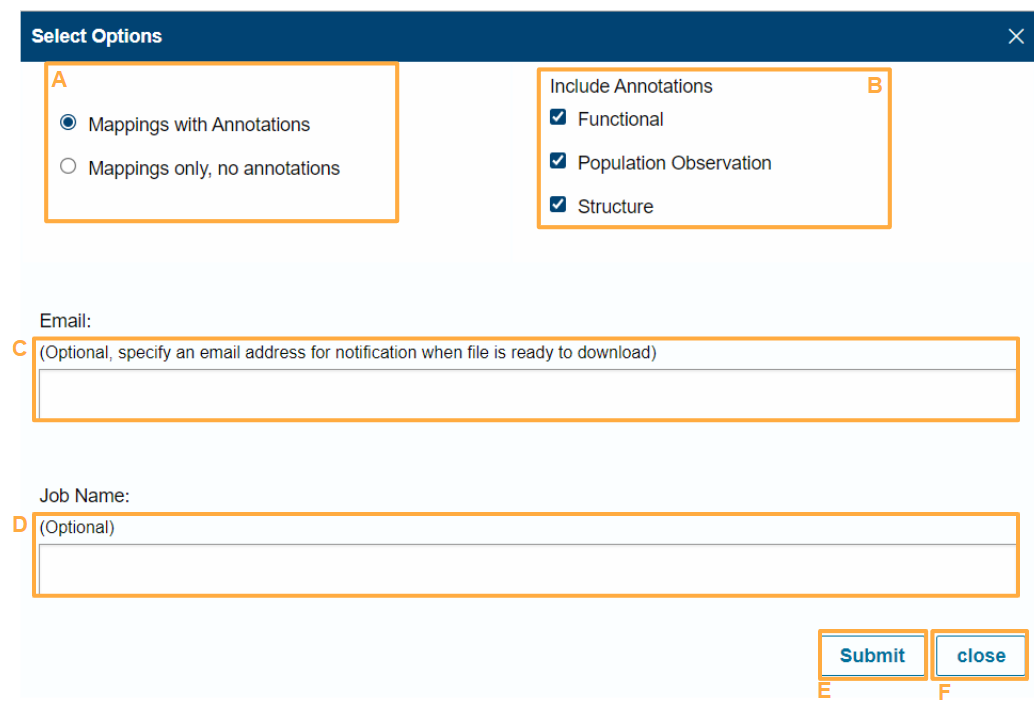 Select Options
A
Mappings with Annotations
Mappings only, no annotations
B
Include Annotations
Functional
Population Observation
Structure
Email:
C
(Optional, specify an email address for notification when file is ready to download)
Job Name:
D
(Optional)
Submit
close
E
F